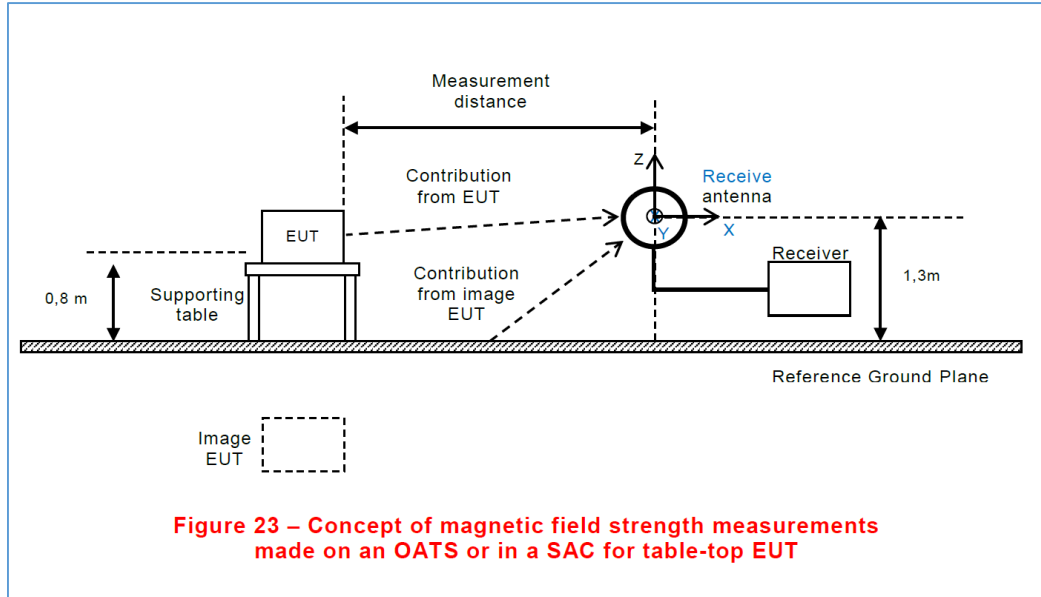 Measurement
distance
Z
Contribution
from EUT
Receive
antenna
EUT
Y
X
Receiver
0,8 m
Supporting
table
Contribution
from image
EUT
1,3m
Reference Ground Plane
Image
EUT
Figure 23 – Concept of magnetic field strength measurements
made on an OATS or in a SAC for table-top EUT